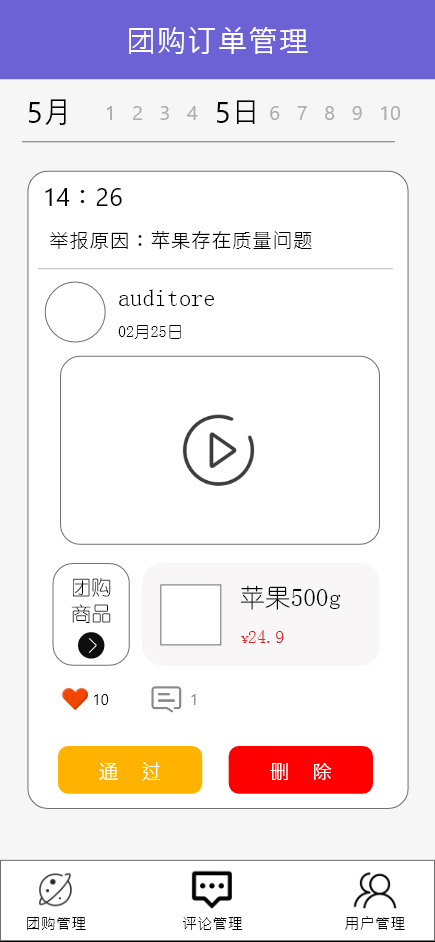 团购订单管理
5月 1 2 3 4 5日 6 7 8 9 10
14：26
举报原因：苹果存在质量问题
auditore
02月25日
团购
商品
苹果500g
¥24.9
10 1
通 过 删 除
团购管理 评论管理 用户管理